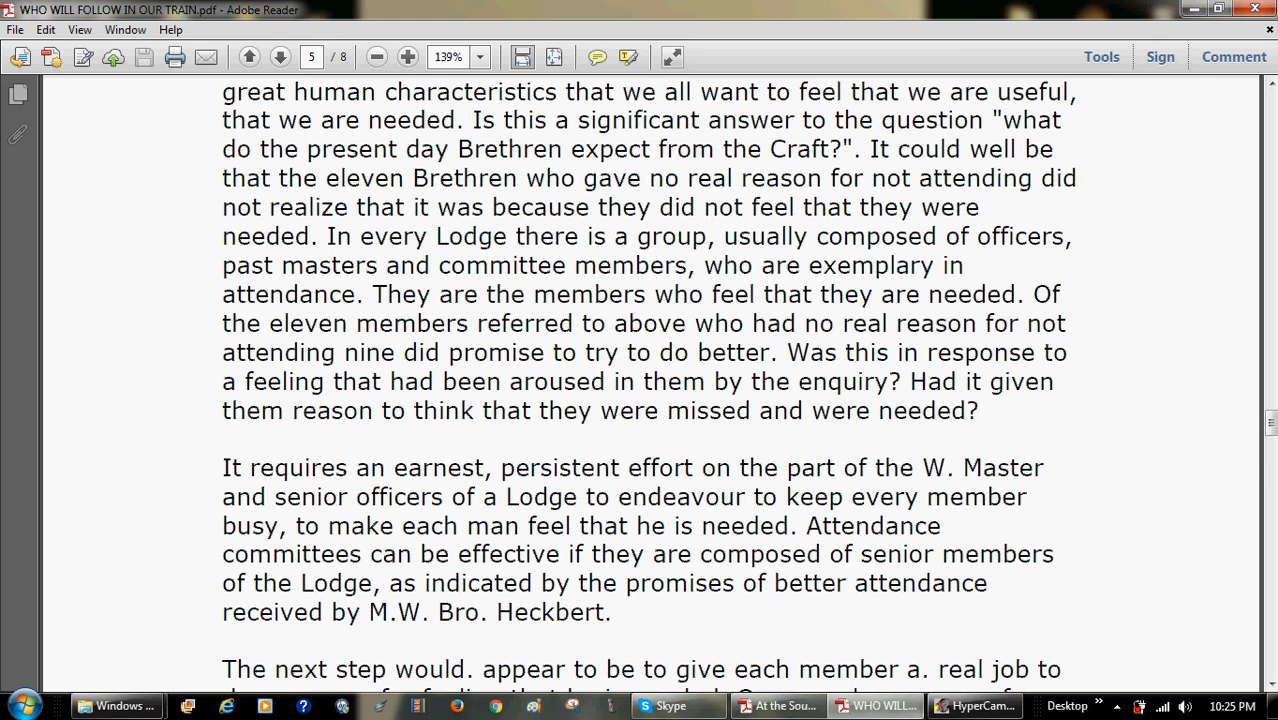 WHO WILL FOLLOW IN OUR TRAIN.pdf - Adobe Reader
File Edit View Window Help
5 / 8 139% Tools Sign Comment
great human characteristics that we all want to feel that we are useful,
that we are needed. Is this a significant answer to the question "what
do the present day Brethren expect from the Craft?". It could well be
that the eleven Brethren who gave no real reason for not attending did
not realize that it was because they did not feel that they were
needed. In every Lodge there is a group, usually composed of officers,
past masters and committee members, who are exemplary in
attendance. They are the members who feel that they are needed. Of
the eleven members referred to above who had no real reason for not
attending nine did promise to try to do better. Was this in response to
a feeling that had been aroused in them by the enquiry? Had it given
them reason to think that they were missed and were needed?
It requires an earnest, persistent effort on the part of the W. Master
and senior officers of a Lodge to endeavour to keep every member
busy, to make each man feel that he is needed. Attendance
committees can be effective if they are composed of senior members
of the Lodge, as indicated by the promises of better attendance
received by M.W. Bro. Heckbert.
The next step would. appear to be to give each member a. real job to
Windows ... Skype At the Sou... WHO WILL... HyperCam... Desktop 10:25 PM